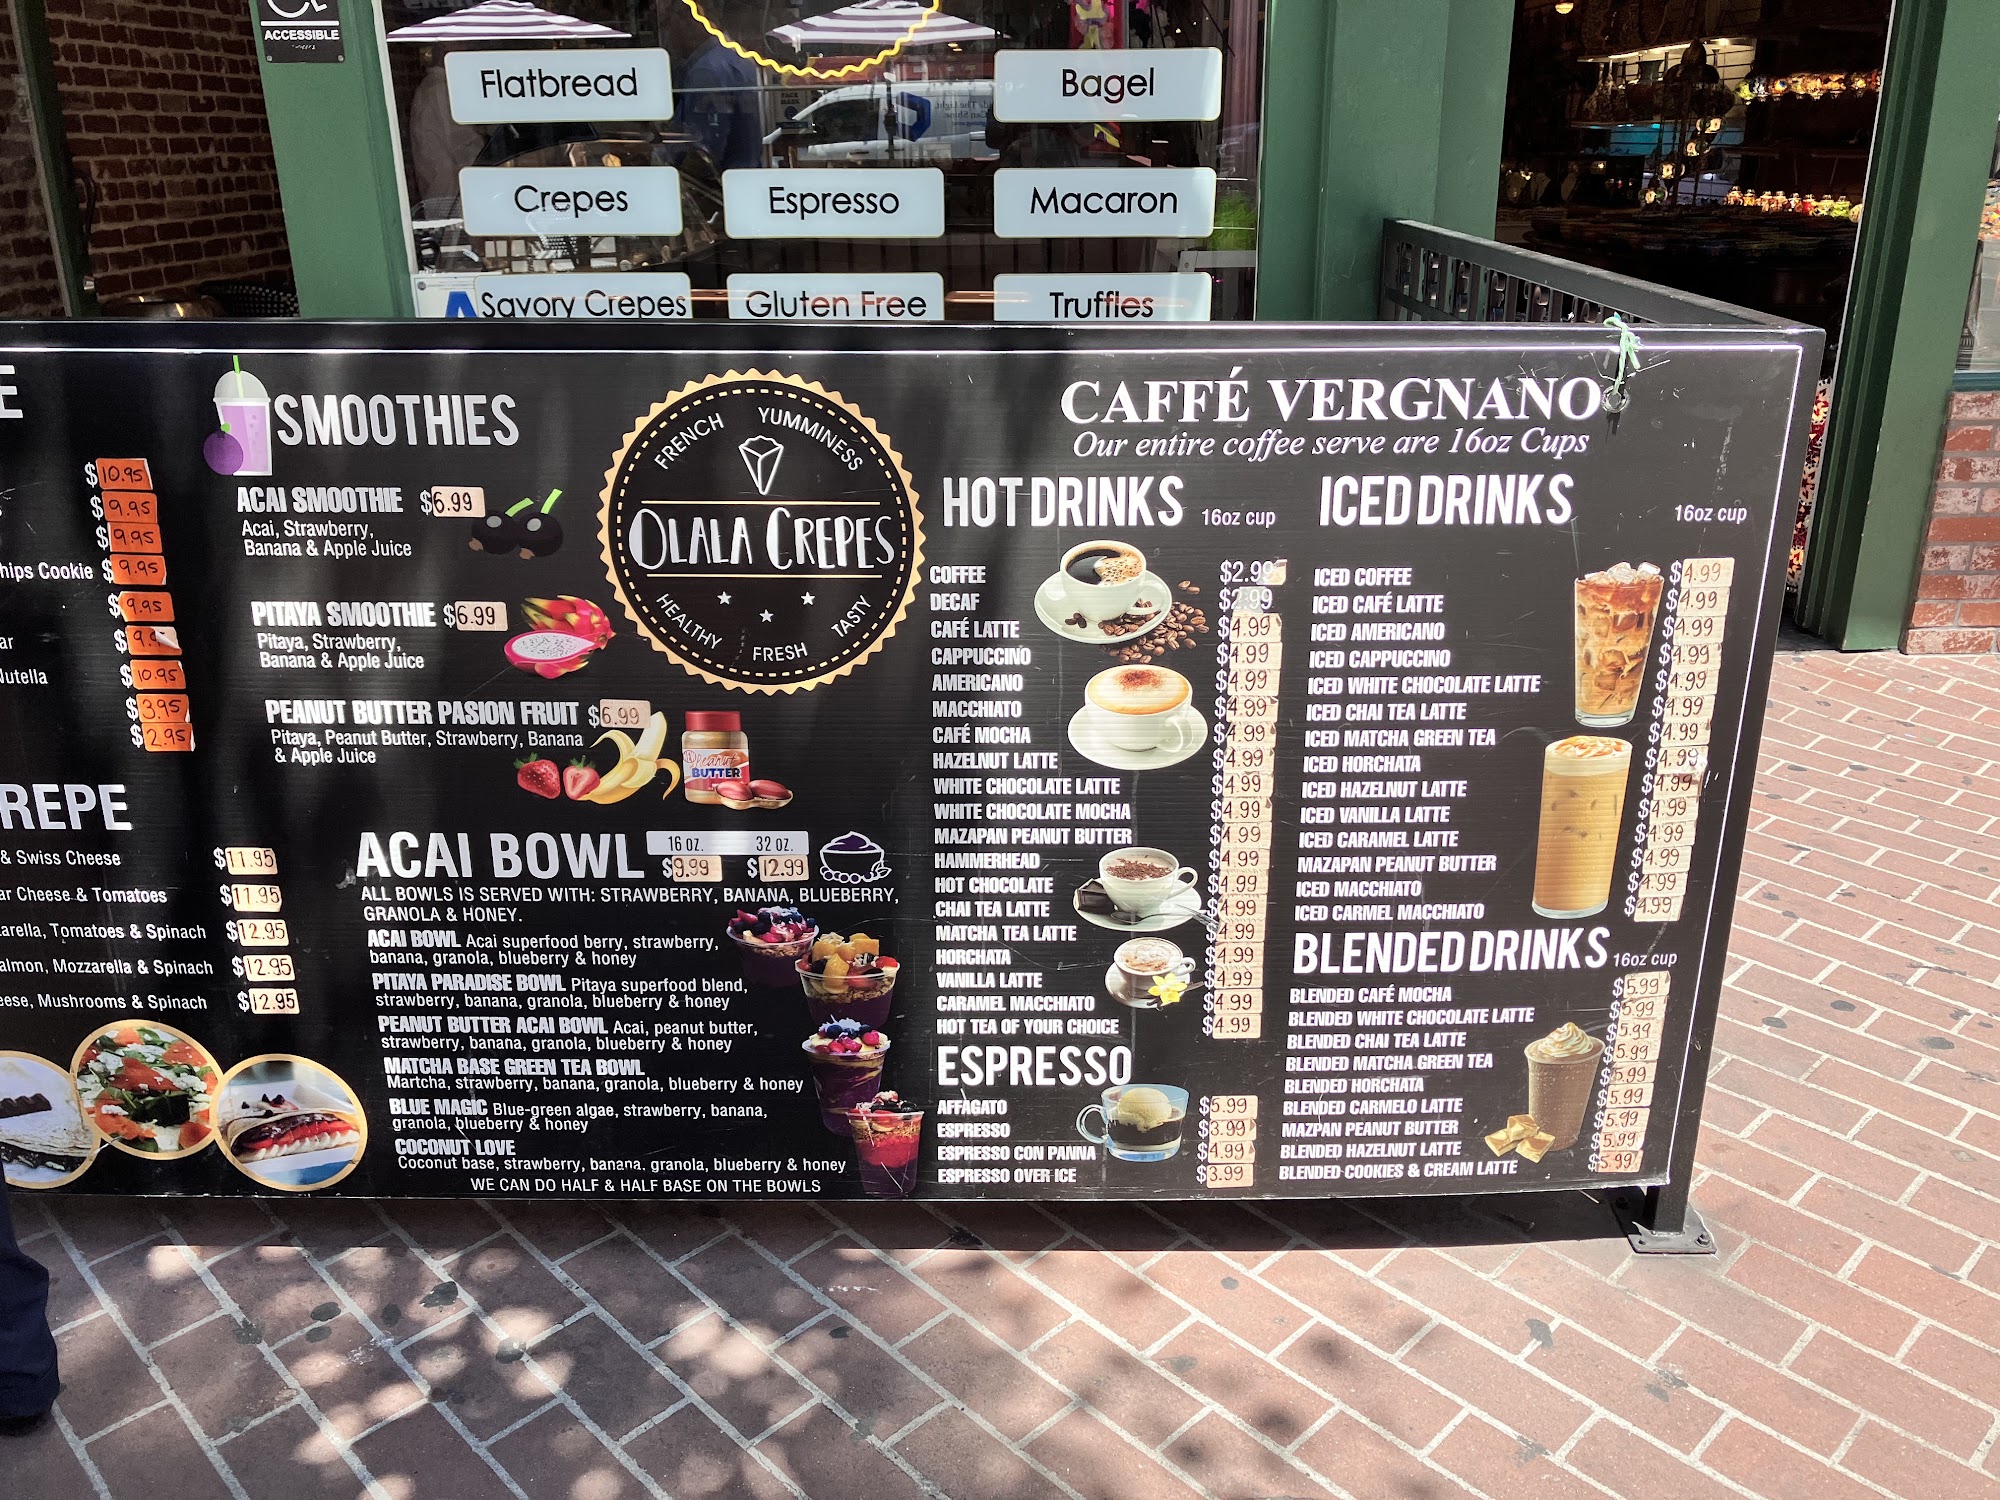 ACCESSIBLE
Flatbread
Bagel
Crepes
Espresso
Macaron
A
Savory Crepes
Gluten Free
Truffles
E
$10.95
$9.95
$9.95
hips Cookie $9.95
$9.95
ar
Nutella $10.95
$3.95
$2.95
REPE
& Swiss Cheese $11.95
ar Cheese & Tomatoes $11.95
arella, Tomatoes & Spinach $12.95
almon, Mozzarella & Spinach $12.95
eese, Mushrooms & Spinach $12.95
SMOOTHIES
ACAI SMOOTHIE $6.99
Acai, Strawberry,
Banana & Apple Juice
PITAYA SMOOTHIE $6.99
Pitaya, Strawberry,
Banana & Apple Juice
PEANUT BUTTER PASION FRUIT $6.99
Pitaya, Peanut Butter, Strawberry, Banana
& Apple Juice
Peanut
BUTTER
FRENCH YUMMINESS
OLALA CREPES
HEALTHY FRESH TASTY
ACAI BOWL
16 OZ. 32 OZ.
$9.99 $12.99
ALL BOWLS IS SERVED WITH: STRAWBERRY, BANANA, BLUEBERRY,
GRANOLA & HONEY.
ACAI BOWL Acai superfood berry, strawberry,
banana, granola, blueberry & honey
PITAYA PARADISE BOWL Pitaya superfood blend,
strawberry, banana, granola, blueberry & honey
PEANUT BUTTER ACAI BOWL Acai, peanut butter,
strawberry, banana, granola, blueberry & honey
MATCHA BASE GREEN TEA BOWL
Martcha, strawberry, banana, granola, blueberry & honey
BLUE MAGIC Blue-green algae, strawberry, banana,
granola, blueberry & honey
COCONUT LOVE
Coconut base, strawberry, banana, granola, blueberry & honey
WE CAN DO HALF & HALF BASE ON THE BOWLS
CAFFÉ VERGNANO
Our entire coffee serve are 16oz Cups
HOT DRINKS 16oz cup
COFFEE $2.99
DECAF $2.99
CAFÉ LATTE $4.99
CAPPUCCINO $4.99
AMERICANO $4.99
MACCHIATO $4.99
CAFÉ MOCHA $4.99
HAZELNUT LATTE $4.99
WHITE CHOCOLATE LATTE $4.99
WHITE CHOCOLATE MOCHA $4.99
MAZAPAN PEANUT BUTTER $4.99
HAMMERHEAD $4.99
HOT CHOCOLATE $4.99
CHAI TEA LATTE $4.99
MATCHA TEA LATTE $4.99
HORCHATA $4.99
VANILLA LATTE $4.99
CARAMEL MACCHIATO $4.99
HOT TEA OF YOUR CHOICE $4.99
ESPRESSO
AFFAGATO $5.99
ESPRESSO $3.99
ESPRESSO CON PANNA $4.99
ESPRESSO OVER ICE $3.99
ICED DRINKS 16oz cup
ICED COFFEE $4.99
ICED CAFÉ LATTE $4.99
ICED AMERICANO $4.99
ICED CAPPUCCINO $4.99
ICED WHITE CHOCOLATE LATTE $4.99
ICED CHAI TEA LATTE $4.99
ICED MATCHA GREEN TEA $4.99
ICED HORCHATA $4.99
ICED HAZELNUT LATTE $4.99
ICED VANILLA LATTE $4.99
ICED CARAMEL LATTE $4.99
MAZAPAN PEANUT BUTTER $4.99
ICED MACCHIATO $4.99
ICED CARMEL MACCHIATO $4.99
BLENDED DRINKS 16oz cup
BLENDED CAFÉ MOCHA $5.99
BLENDED WHITE CHOCOLATE LATTE $5.99
BLENDED CHAI TEA LATTE $5.99
BLENDED MATCHA GREEN TEA $5.99
BLENDED HORCHATA $5.99
BLENDED CARMELO LATTE $5.99
MAZPAN PEANUT BUTTER $5.99
BLENDED HAZELNUT LATTE $5.99
BLENDED COOKIES & CREAM LATTE $5.99